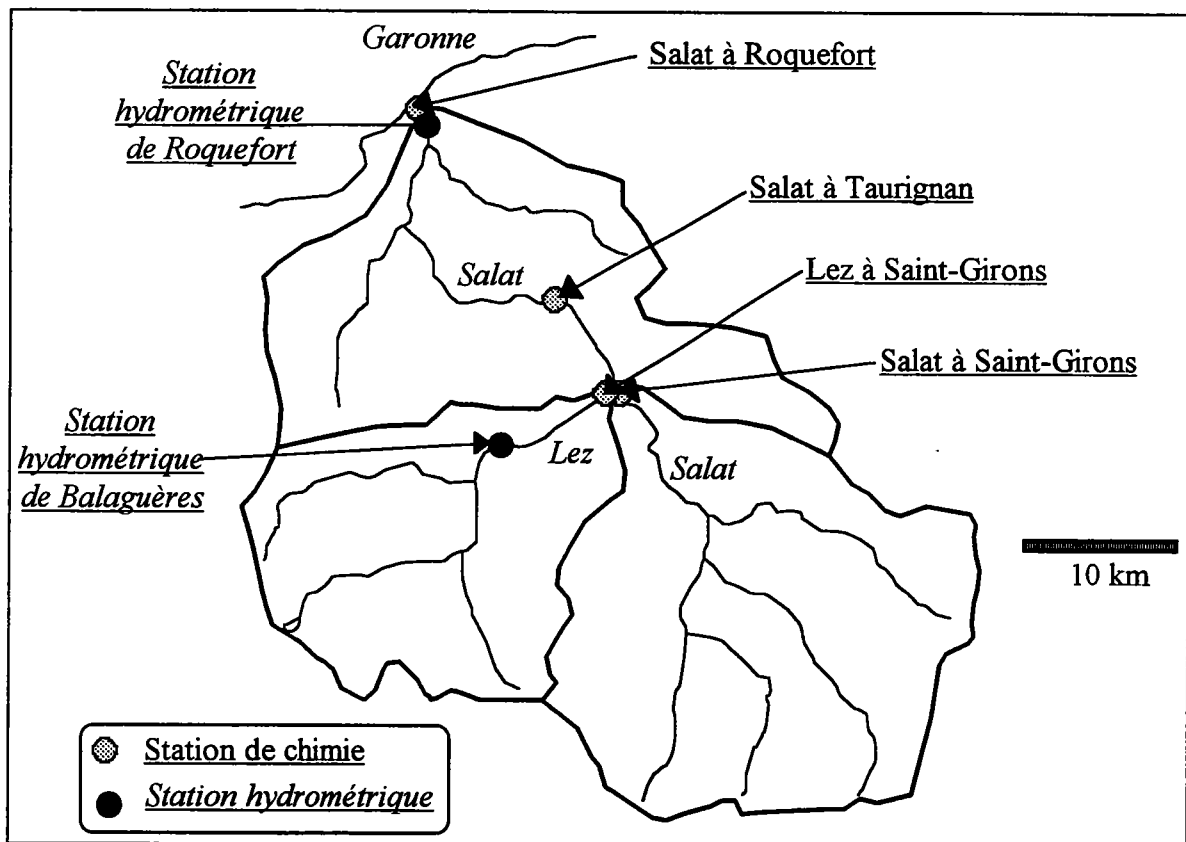 Garonne
Salat à Roquefort
Station
hydrométrique
de Roquefort
Salat à Taurignan
Salat
Lez à Saint-Girons
Salat à Saint-Girons
Station
hydrométrique
de Balaguères
Lez
Salat
10 km
Station de chimie
Station hydrométrique